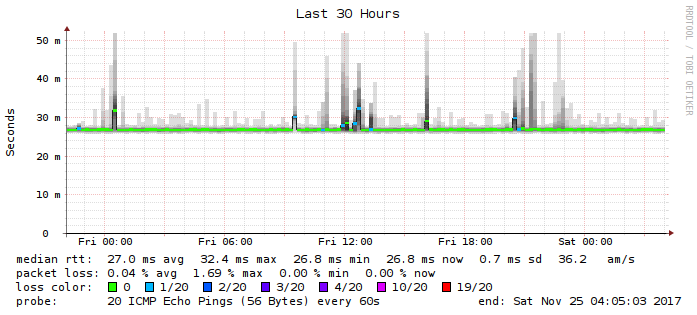 Last 30 Hours
RRDTOOL / TOBI OETIKER
Seconds
50 m
40 m
30 m
20 m
10 m
0
Fri 00:00 Fri 06:00 Fri 12:00 Fri 18:00 Sat 00:00
median rtt: 27.0 ms avg 32.4 ms max 26.8 ms min 26.8 ms now 0.7 ms sd 36.2 am/s
packet loss: 0.04 % avg 1.69 % max 0.00 % min 0.00 % now
loss color: 0 1/20 2/20 3/20 4/20 10/20 19/20
probe: 20 ICMP Echo Pings (56 Bytes) every 60s end: Sat Nov 25 04:05:03 2017